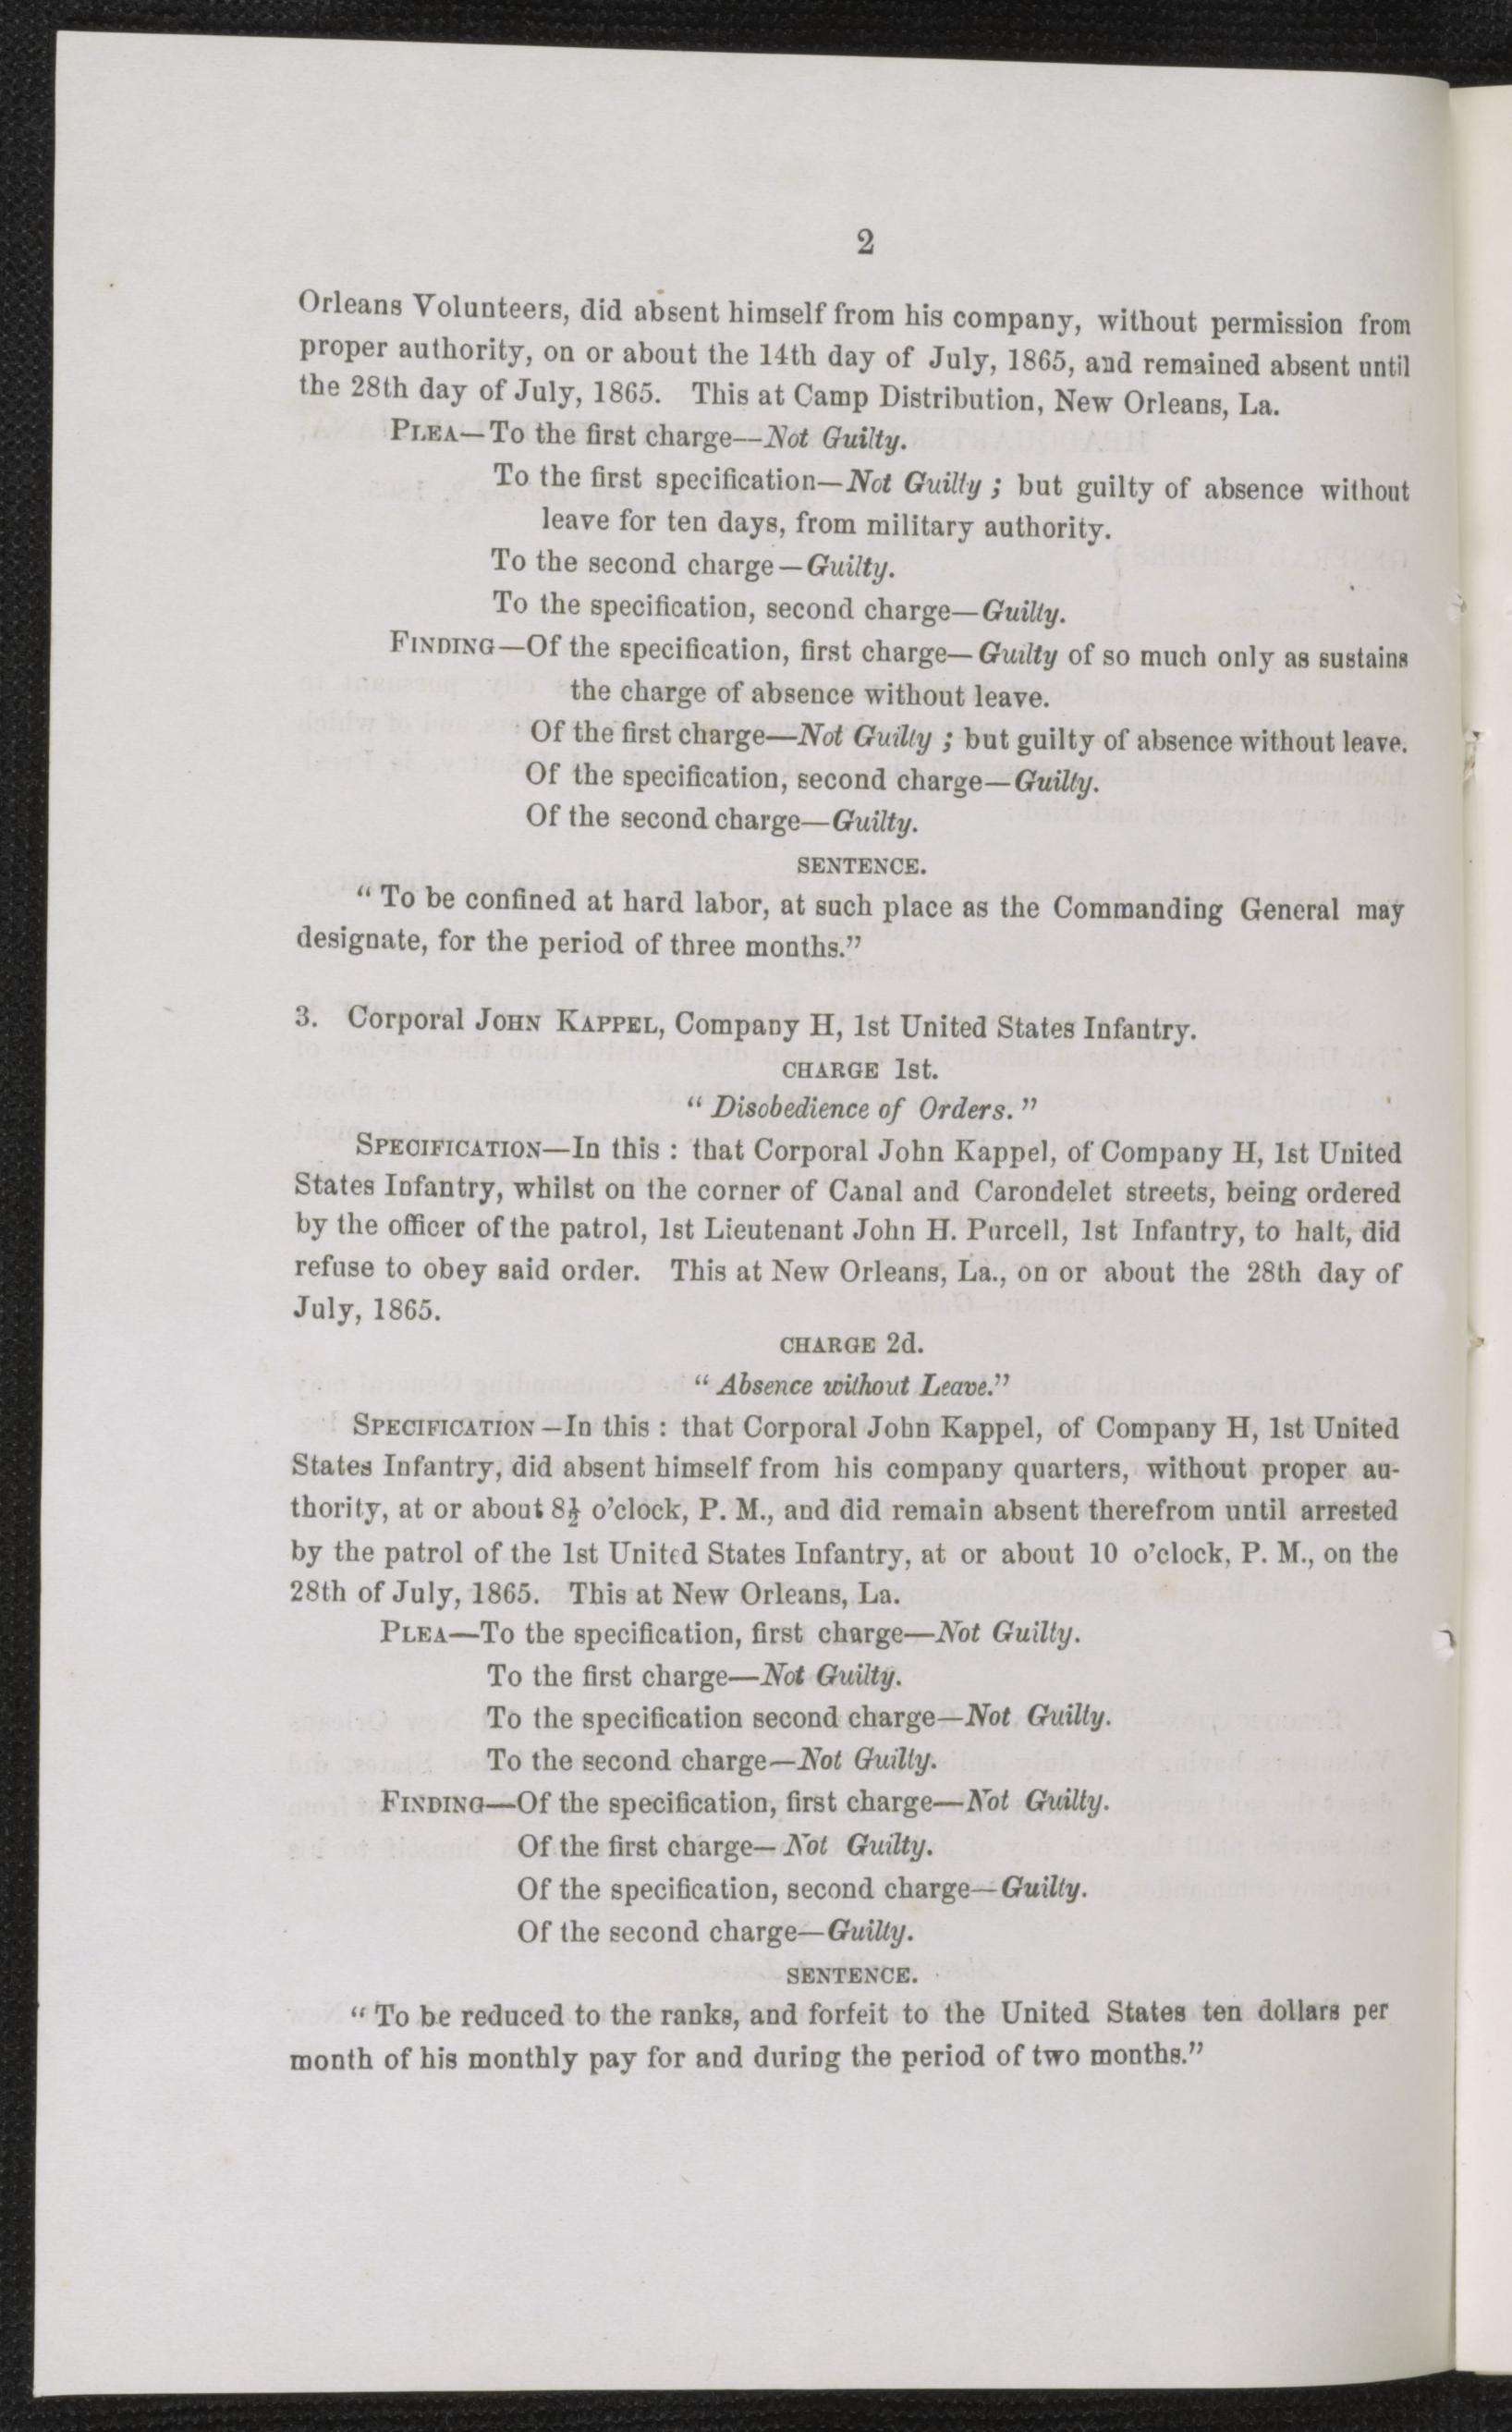 2
Orleans Volunteers, did absent himself from his company, without permission from
proper authority, on or about the 14th day of July, 1865, and remained absent until
the 28th day of July, 1865. This at Camp Distribution, New Orleans, La.
PLEA—To the first charge—Not Guilty.
To the first specification—Not Guilty ; but guilty of absence without
leave for ten days, from military authority.
To the second charge—Guilty.
To the specification, second charge—Guilty.
FINDING—Of the specification, first charge—Guilty of so much only as sustains
the charge of absence without leave.
Of the first charge—Not Guilty ; but guilty of absence without leave.
Of the specification, second charge—Guilty.
Of the second charge—Guilty.
SENTENCE.
“ To be confined at hard labor, at such place as the Commanding General may
designate, for the period of three months.”
3. Corporal JOHN KAPPEL, Company H, 1st United States Infantry.
CHARGE 1st.
“ Disobedience of Orders. ”
SPECIFICATION—In this : that Corporal John Kappel, of Company H, 1st United
States Infantry, whilst on the corner of Canal and Carondelet streets, being ordered
by the officer of the patrol, 1st Lieutenant John H. Purcell, 1st Infantry, to halt, did
refuse to obey said order. This at New Orleans, La., on or about the 28th day of
July, 1865.
CHARGE 2d.
“ Absence without Leave.”
SPECIFICATION—In this : that Corporal John Kappel, of Company H, 1st United
States Infantry, did absent himself from his company quarters, without proper au-
thority, at or about 8½ o’clock, P. M., and did remain absent therefrom until arrested
by the patrol of the 1st United States Infantry, at or about 10 o’clock, P. M., on the
28th of July, 1865. This at New Orleans, La.
PLEA—To the specification, first charge—Not Guilty.
To the first charge—Not Guilty.
To the specification second charge—Not Guilty.
To the second charge—Not Guilty.
FINDING—Of the specification, first charge—Not Guilty.
Of the first charge—Not Guilty.
Of the specification, second charge—Guilty.
Of the second charge—Guilty.
SENTENCE.
“ To be reduced to the ranks, and forfeit to the United States ten dollars per
month of his monthly pay for and during the period of two months.”